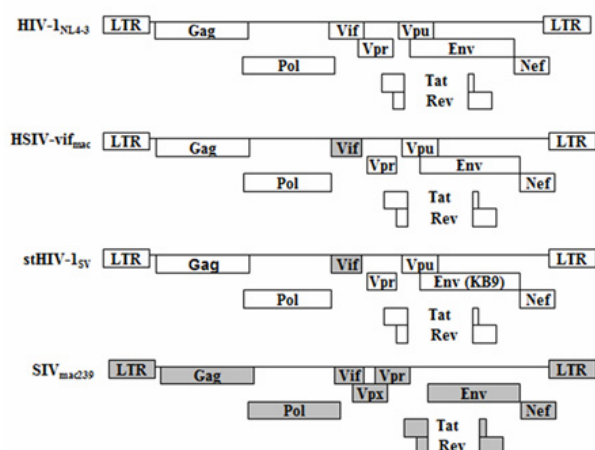 HIV-1NL4-3 LTR Gag Vif Vpu LTR
Vpr Env
Pol Nef
Tat
Rev
HSIV-vifmac LTR Gag Vif Vpu LTR
Vpr Env
Pol Nef
Tat
Rev
stHIV-1SV LTR Gag Vif Vpu LTR
Vpr Env (KB9)
Pol Nef
Tat
Rev
SIVmac239 LTR Gag Vif Vpr LTR
Vpx Env
Pol Nef
Tat
Rev